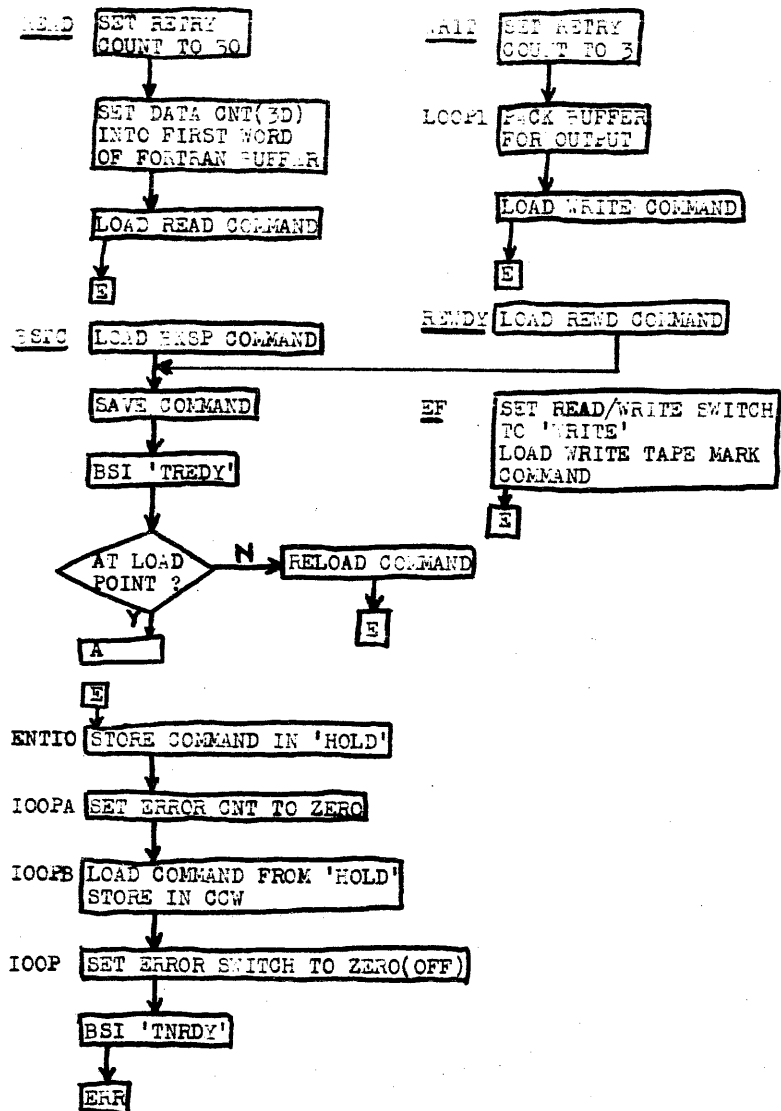 READ
SET RETRY
COUNT TO 30
SET DATA CNT(3D)
INTO FIRST WORD
OF FORTRAN BUFFER
LOAD READ COMMAND
E
SET RETRY
COUNT TO 3
LOOP1
PACK BUFFER
FOR OUTPUT
LOAD WRITE COMMAND
E
LOAD BKSP COMMAND
REWDY
LOAD REWD COMMAND
SAVE COMMAND
BSI 'TREDY'
AT LOAD
POINT ?
N
RELOAD COMMAND
E
Y
A
EF
SET READ/WRITE SWITCH
TO 'WRITE'
LOAD WRITE TAPE MARK
COMMAND
E
E
ENTIO
STORE COMMAND IN 'HOLD'
IOOPA
SET ERROR CNT TO ZERO
IOOPB
LOAD COMMAND FROM 'HOLD'
STORE IN CCW
IOOP
SET ERROR SWITCH TO ZERO(OFF)
BSI 'TNRDY'
ERR